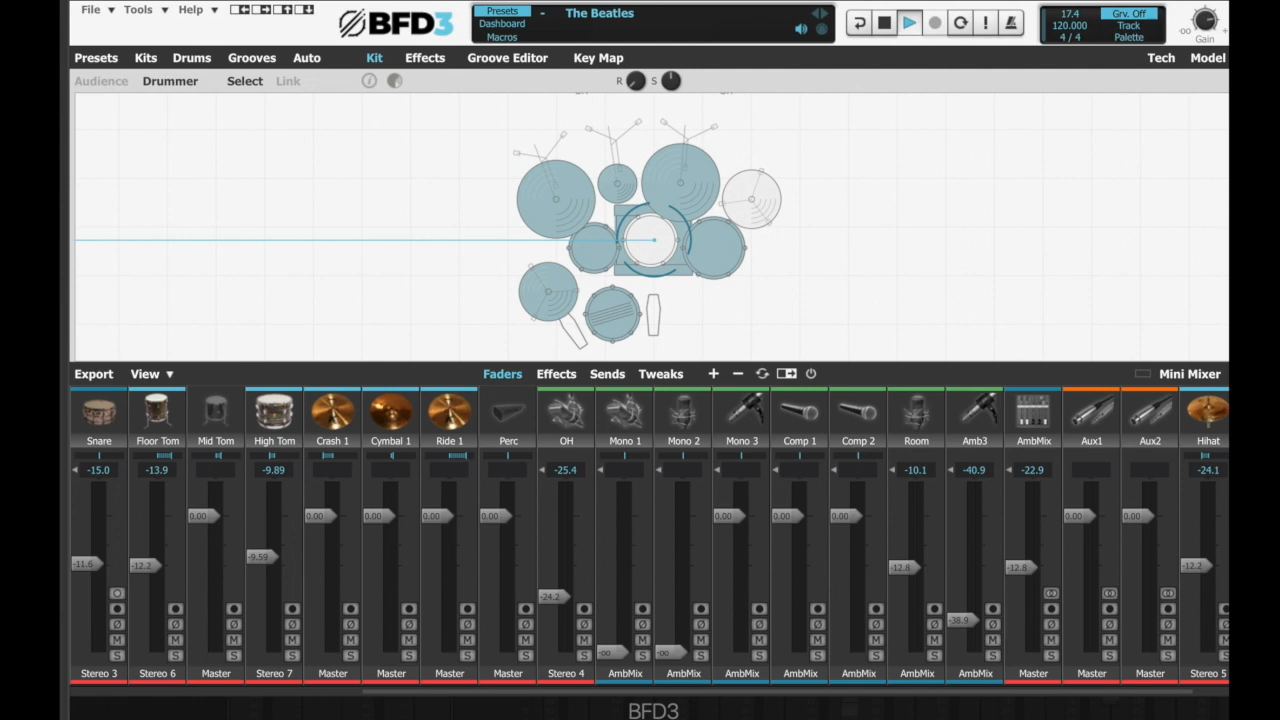 File ▼ Tools ▼ Help ▼
BFD3
Presets - The Beatles
Dashboard
Macros
17.4 Grv. Off
120.000 Track
4 / 4 Palette
-oo + Gain
Presets Kits Drums Grooves Auto Kit Effects Groove Editor Key Map Tech Model
Audience Drummer Select Link i R S
Export View ▼ Faders Effects Sends Tweaks + - Mini Mixer
Snare Floor Tom Mid Tom High Tom Crash 1 Cymbal 1 Ride 1 Perc OH Mono 1 Mono 2 Mono 3 Comp 1 Comp 2 Room Amb3 AmbMix Aux1 Aux2 Hihat
-15.0 -13.9 -9.89 -25.4 -10.1 -40.9 -22.9 -24.1
0.00 0.00 0.00 0.00 0.00 0.00 0.00 0.00 0.00 0.00
-11.6 -12.2 -9.59 -12.8 -12.8 -12.2
-24.2 -38.9
Ø Ø Ø Ø Ø Ø Ø Ø Ø Ø Ø Ø Ø Ø Ø Ø Ø Ø Ø
M M M M M M M M M M M M M M M M M M M
-oo -oo
S S S S S S S S S S S S S S S S S S S
Stereo 3 Stereo 6 Master Stereo 7 Master Master Master Master Stereo 4 AmbMix AmbMix AmbMix AmbMix AmbMix AmbMix AmbMix Master Master Master Stereo 5
BFD3